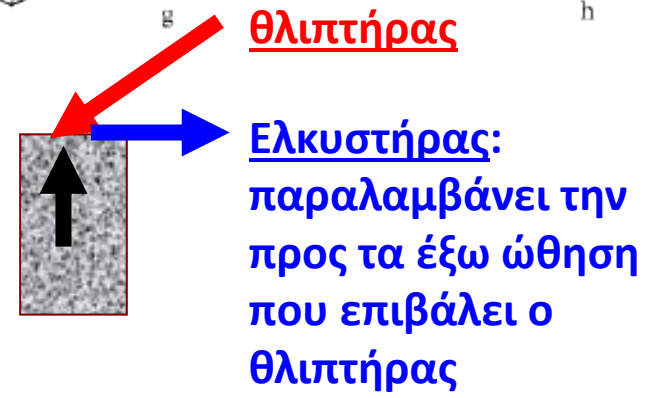 g
h
θλιπτήρας
Ελκυστήρας:
παραλαμβάνει την
προς τα έξω ώθηση
που επιβάλει ο
θλιπτήρας